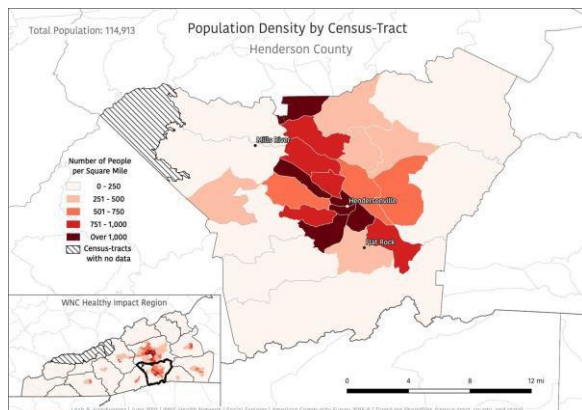 Total Population: 114,913
Population Density by Census-Tract
Henderson County
Mills River
Number of People
per Square Mile
0 - 250
251 - 500
501 - 750
751 - 1,000
Over 1,000
Census-tracts
with no data
Hendersonville
Flat Rock
WNC Healthy Impact Region
0
4
8
12 mi